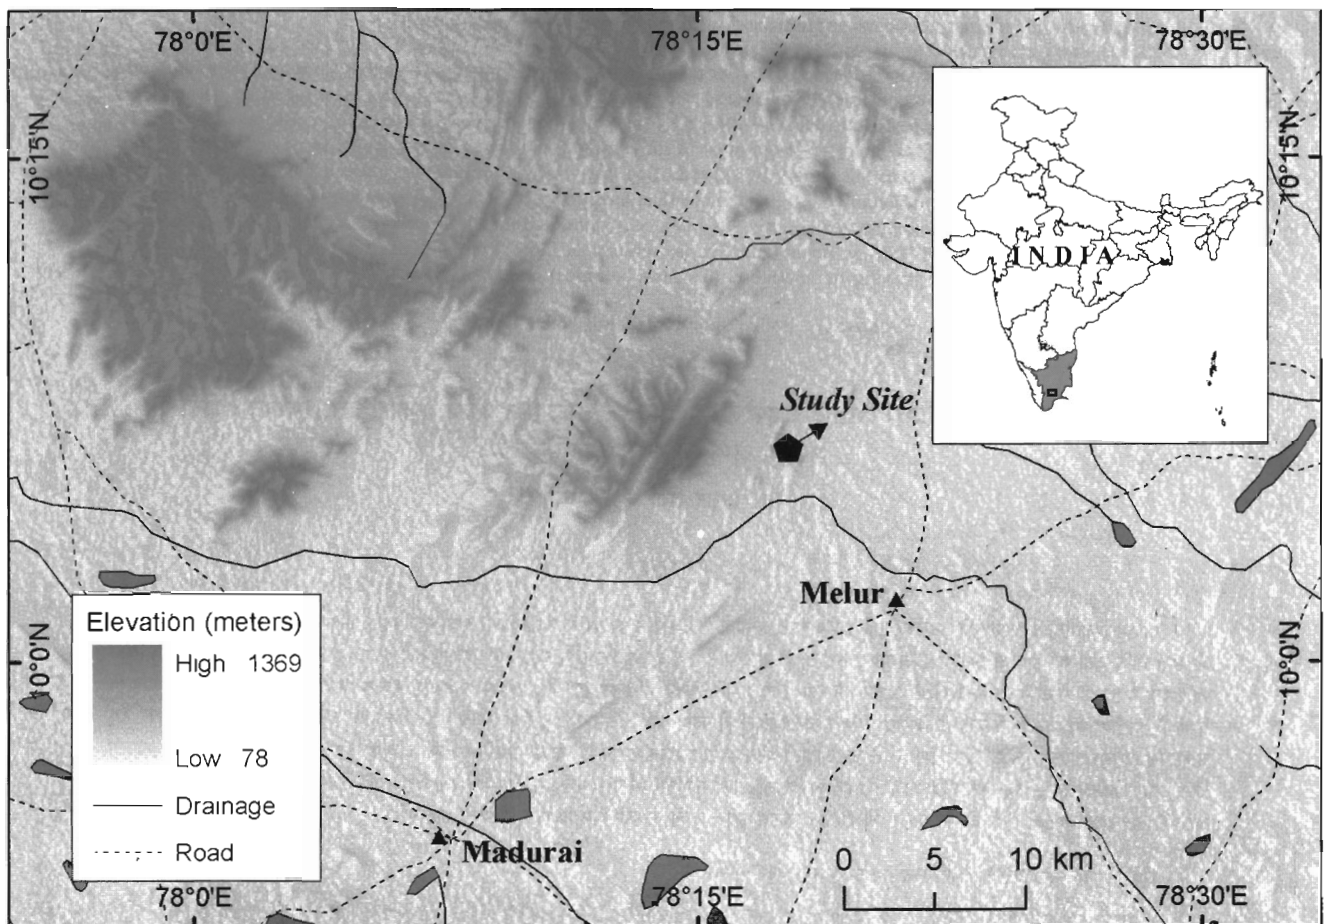 78°0'E
78°15'E
78°30'E
10°15'N
10°15'N
INDIA
Study Site
Melur
Elevation (meters)
High 1369
Low 78
Drainage
Road
10°0'N
10°0'N
Madurai
0 5 10 km
78°0'E
78°15'E
78°30'E